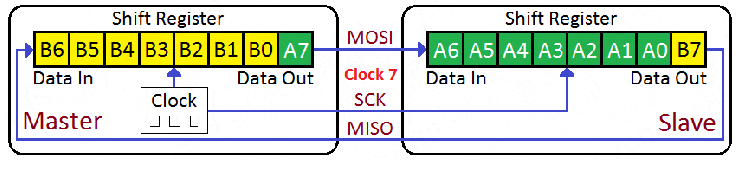 Shift Register
B6 B5 B4 B3 B2 B1 B0 A7
Data In
Data Out
Clock
Master
MOSI
Clock 7
SCK
MISO
Shift Register
A6 A5 A4 A3 A2 A1 A0 B7
Data In
Data Out
Slave